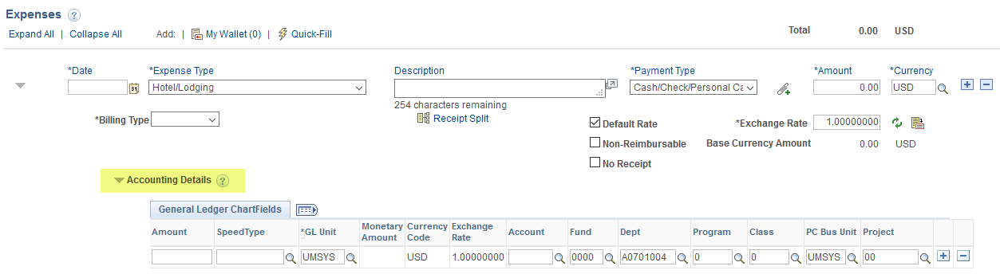 Expenses ?
Expand All | Collapse All Add: | My Wallet (0) | Quick-Fill Total 0.00 USD
*Date *Expense Type Description *Payment Type *Amount *Currency
31 Hotel/Lodging Cash/Check/Personal Ca 0.00 USD
254 characters remaining
*Billing Type Receipt Split Default Rate *Exchange Rate 1.00000000
Non-Reimbursable Base Currency Amount 0.00 USD
No Receipt
Accounting Details ?
General Ledger ChartFields
Amount SpeedType *GL Unit Monetary Amount Currency Code Exchange Rate Account Fund Dept Program Class PC Bus Unit Project
UMSYS USD 1.00000000 0000 A0701004 0 0 UMSYS 00